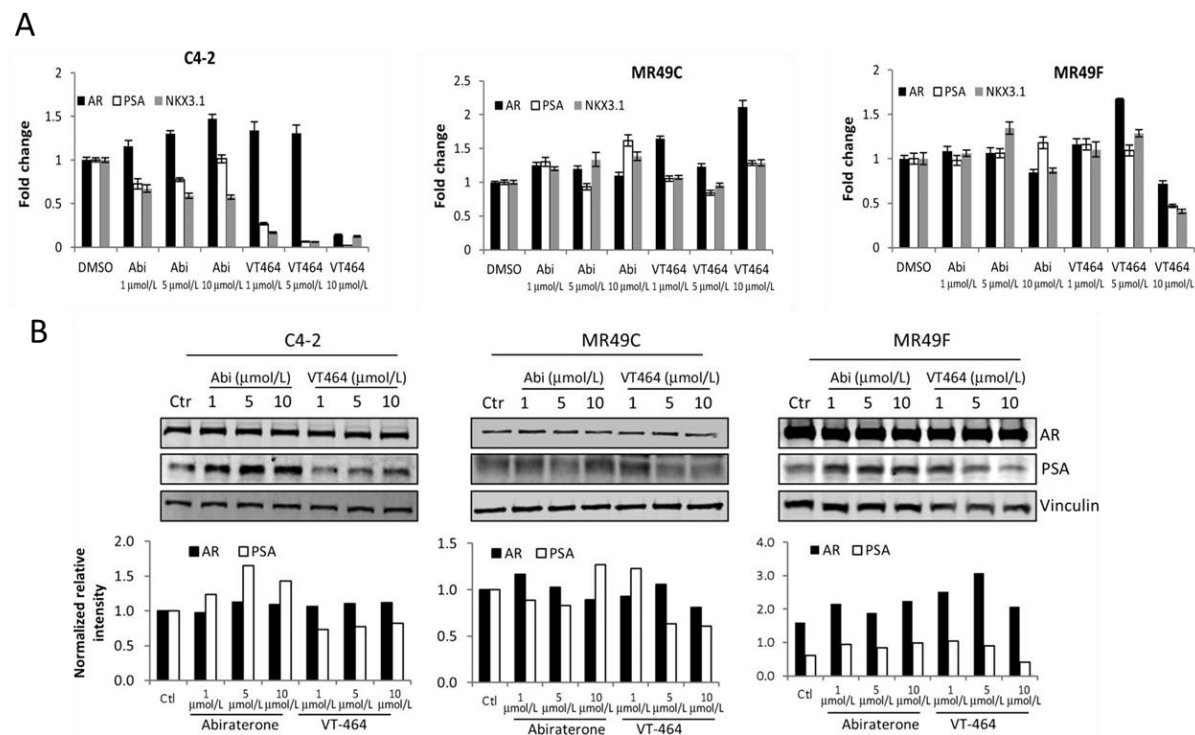 A
C4-2
2
1.5
1
0.5
0
AR PSA NKX3.1
Fold change
DMSO Abi Abi Abi VT464 VT464 VT464
1 μmol/L 5 μmol/L 10 μmol/L 1 μmol/L 5 μmol/L 10 μmol/L
MR49C
2.5
2
1.5
1
0.5
0
AR PSA NKX3.1
Fold change
DMSO Abi Abi Abi VT464 VT464 VT464
1 μmol/L 5 μmol/L 10 μmol/L 1 μmol/L 5 μmol/L 10 μmol/L
MR49F
2
1.5
1
0.5
0
AR PSA NKX3.1
Fold change
DMSO Abi Abi Abi VT464 VT464 VT464
1 μmol/L 5 μmol/L 10 μmol/L 1 μmol/L 5 μmol/L 10 μmol/L
B
C4-2
Abi (μmol/L) VT464 (μmol/L)
Ctr 1 5 10 1 5 10
MR49C
Abi (μmol/L) VT464 (μmol/L)
Ctr 1 5 10 1 5 10
MR49F
Abi (μmol/L) VT464 (μmol/L)
Ctr 1 5 10 1 5 10
AR
PSA
Vinculin
Normalized relative
intensity
2.0
1.5
1.0
0.5
0.0
AR PSA
Ctl 1 5 10 1 5 10
μmol/L μmol/L μmol/L μmol/L μmol/L μmol/L
Abiraterone VT-464
1.5
1.0
0.5
0.0
AR PSA
Ctl 1 5 10 1 5 10
μmol/L μmol/L μmol/L μmol/L μmol/L μmol/L
Abiraterone VT-464
4.0
3.0
2.0
1.0
0.0
AR PSA
Ctl 1 5 10 1 5 10
μmol/L μmol/L μmol/L μmol/L μmol/L μmol/L
Abiraterone VT-464